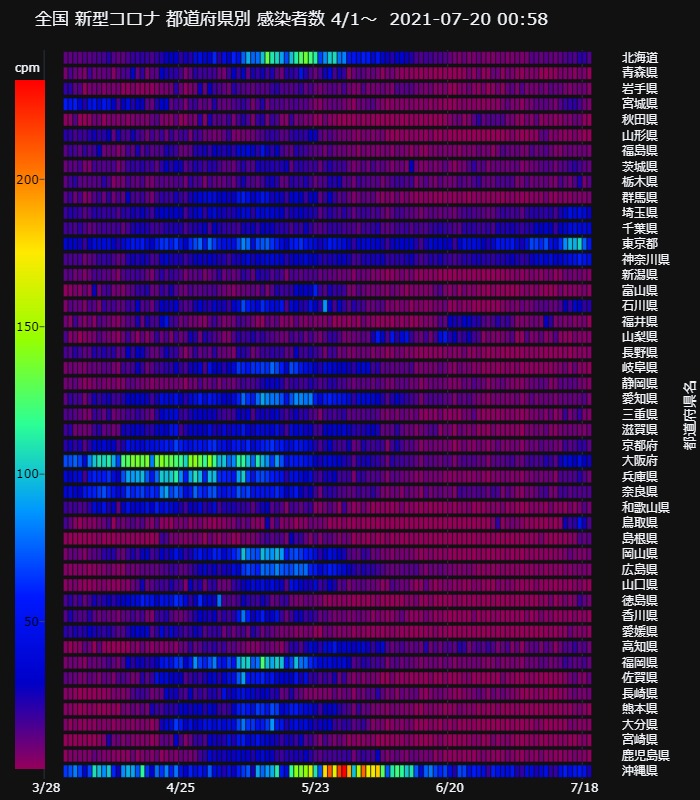 全国 新型コロナ 都道府県別 感染者数 4/1〜 2021-07-20 00:58
cpm
200
150
100
50
北海道
青森県
岩手県
宮城県
秋田県
山形県
福島県
茨城県
栃木県
群馬県
埼玉県
千葉県
東京都
神奈川県
新潟県
富山県
石川県
福井県
山梨県
長野県
岐阜県
静岡県
愛知県
三重県
滋賀県
京都府
大阪府
兵庫県
奈良県
和歌山県
鳥取県
島根県
岡山県
広島県
山口県
徳島県
香川県
愛媛県
高知県
福岡県
佐賀県
長崎県
熊本県
大分県
宮崎県
鹿児島県
沖縄県
都道府県名
3/28 4/25 5/23 6/20 7/18